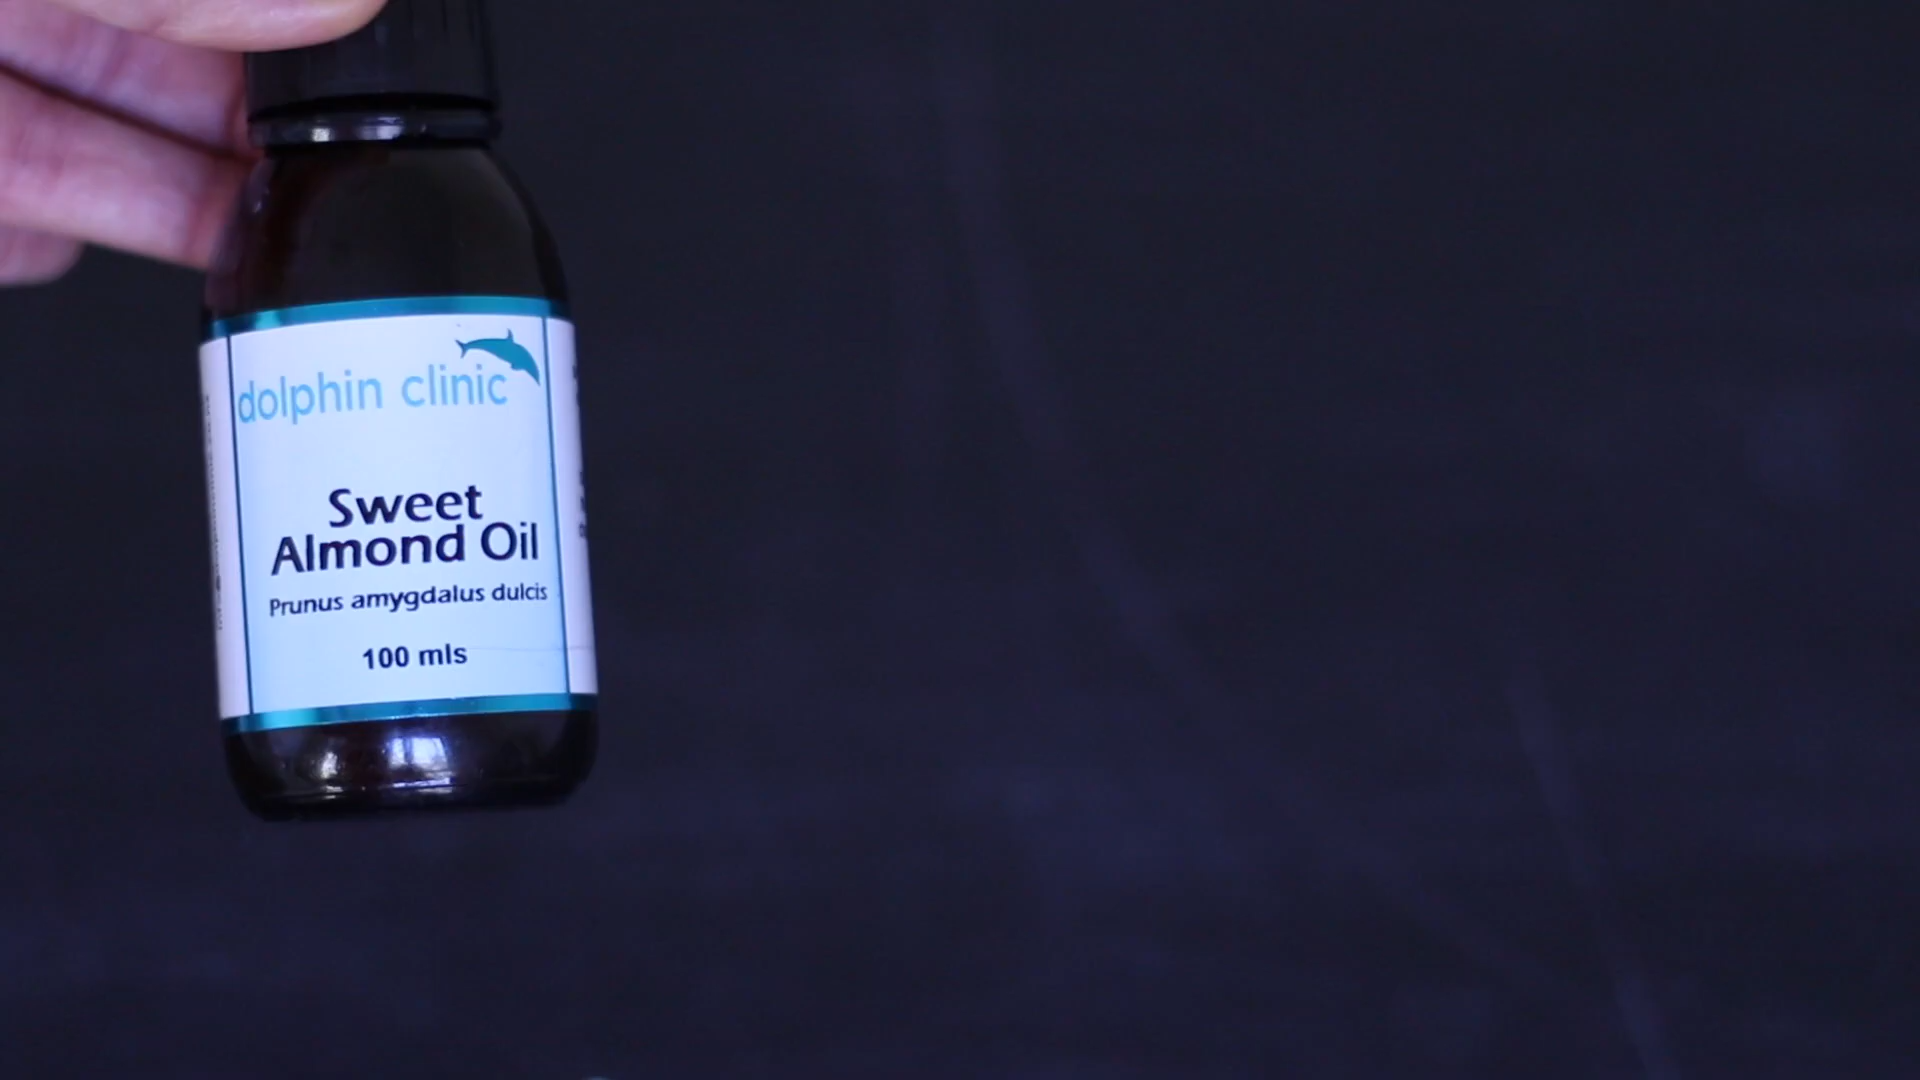 dolphin clinic
Sweet
Almond Oil
Prunus amygdalus dulcis
100 mls